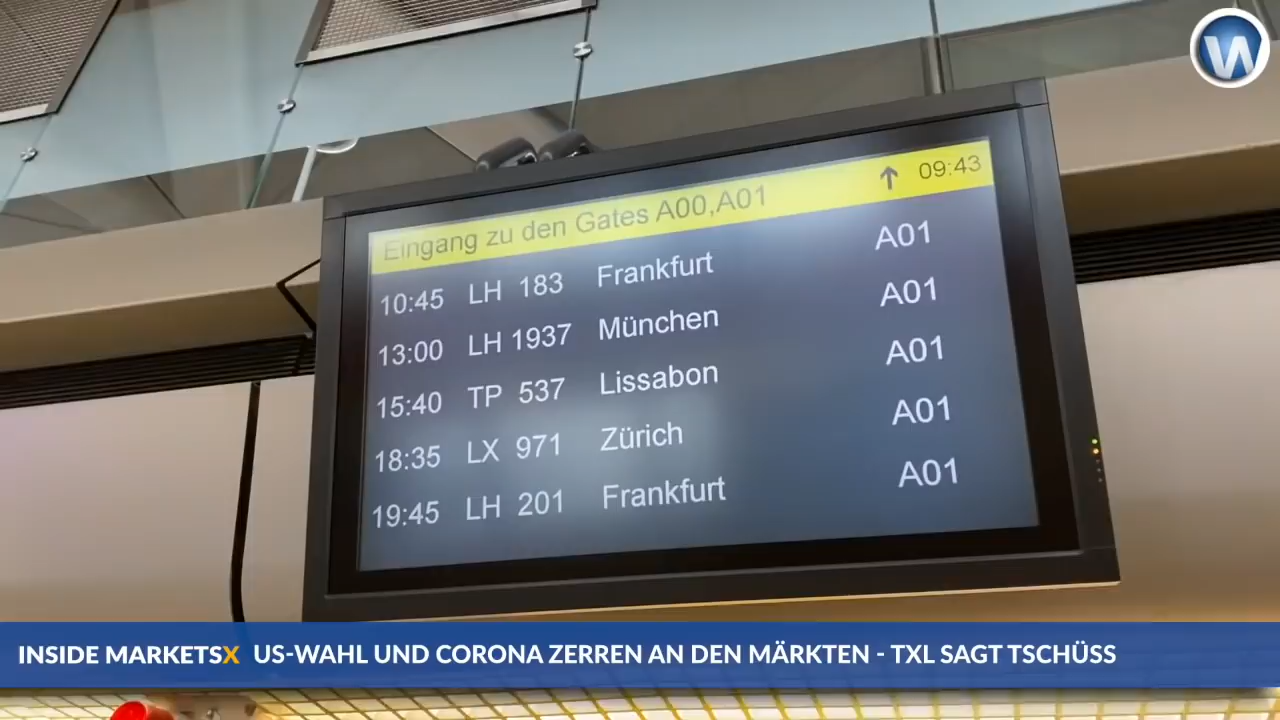 W
Eingang zu den Gates A00,A01 ↑ 09:43
10:45 LH 183 Frankfurt A01
13:00 LH 1937 München A01
15:40 TP 537 Lissabon A01
18:35 LX 971 Zürich A01
19:45 LH 201 Frankfurt A01
INSIDE MARKETSX US-WAHL UND CORONA ZERREN AN DEN MÄRKTEN - TXL SAGT TSCHÜSS